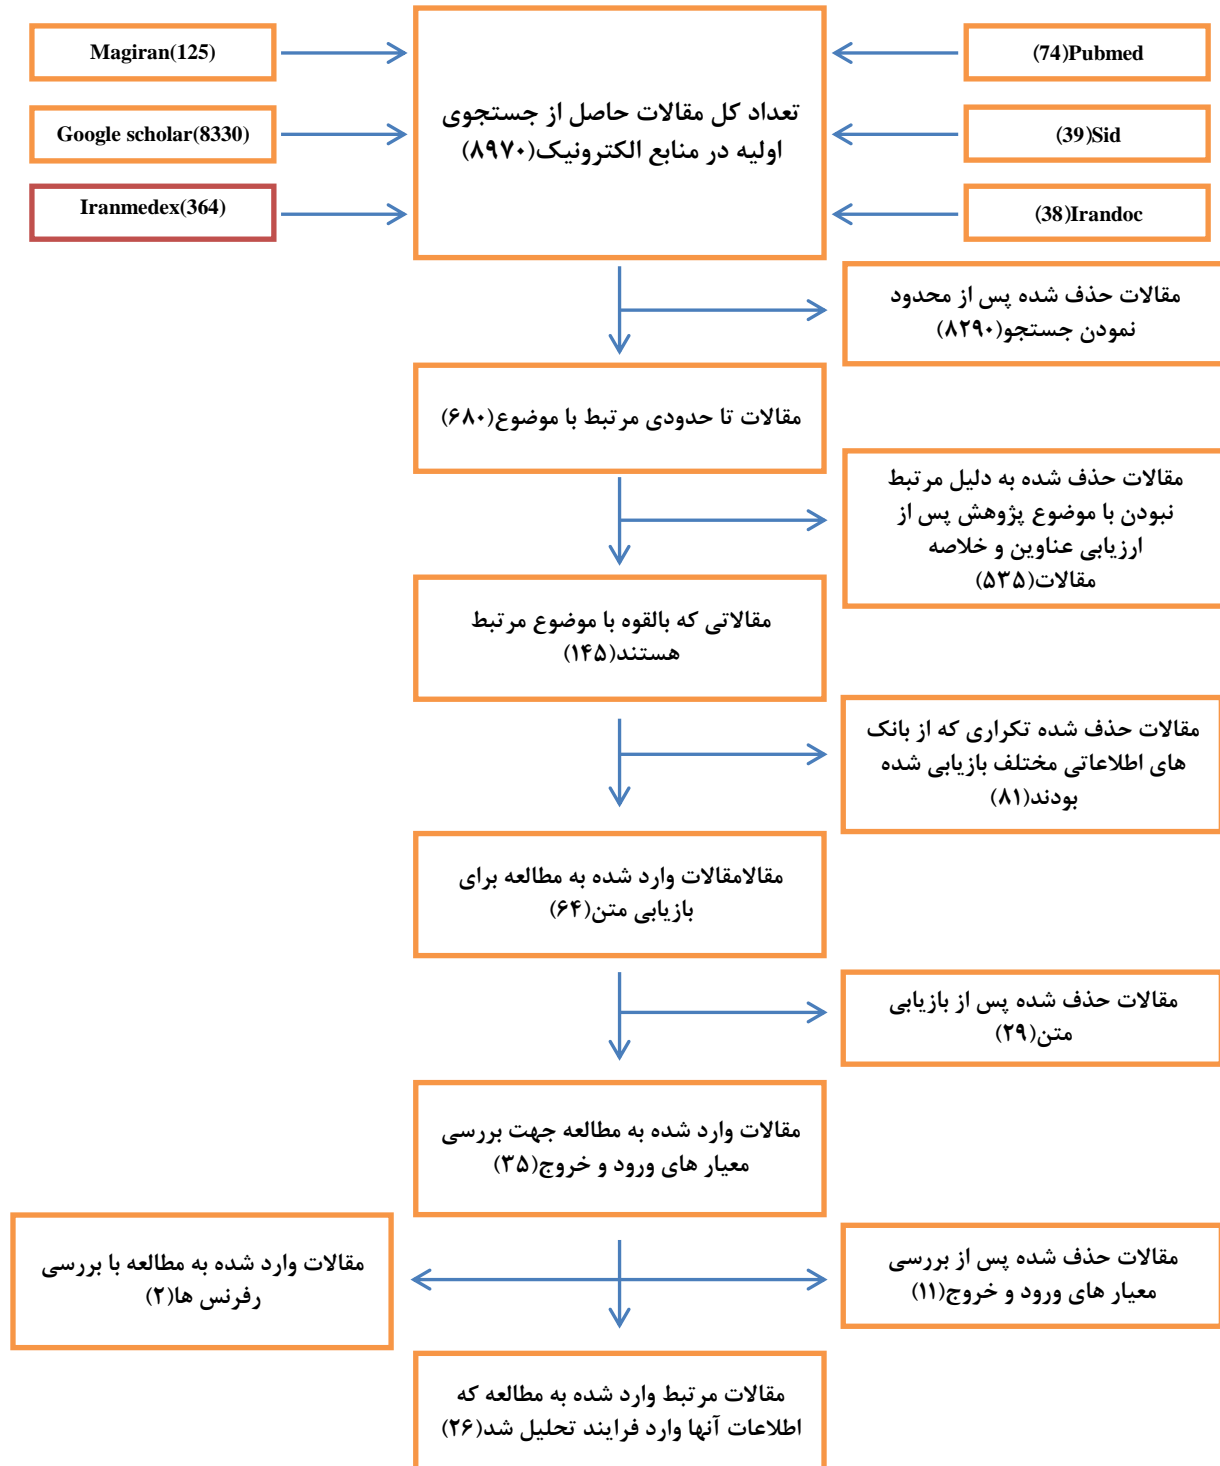 Magiran(125)
Google scholar(8330)
Iranmedex(364)
تعداد کل مقالات حاصل از جستجوی
اولیه در منابع الکترونیک(۸۹۷۰)
(74)Pubmed
(39)Sid
(38)Irandoc
مقالات حذف شده پس از محدود
نمودن جستجو(۸۲۹۰)
مقالات تا حدودی مرتبط با موضوع(۶۸۰)
مقالات حذف شده به دلیل مرتبط
نبودن با موضوع پژوهش پس از
ارزیابی عناوین و خلاصه
مقالات(۵۳۵)
مقالاتی که بالقوه با موضوع مرتبط
هستند(۱۴۵)
مقالات حذف شده تکراری که از بانک
های اطلاعاتی مختلف بازیابی شده
بودند(۸۱)
مقالامقالات وارد شده به مطالعه برای
بازیابی متن(۶۴)
مقالات حذف شده پس از بازیابی
متن(۲۹)
مقالات وارد شده به مطالعه جهت بررسی
معیار های ورود و خروج(۳۵)
مقالات حذف شده پس از بررسی
معیار های ورود و خروج(۱۱)
مقالات وارد شده به مطالعه با بررسی
رفرنس ها(۲)
مقالات مرتبط وارد شده به مطالعه که
اطلاعات آنها وارد فرایند تحلیل شد(۲۶)